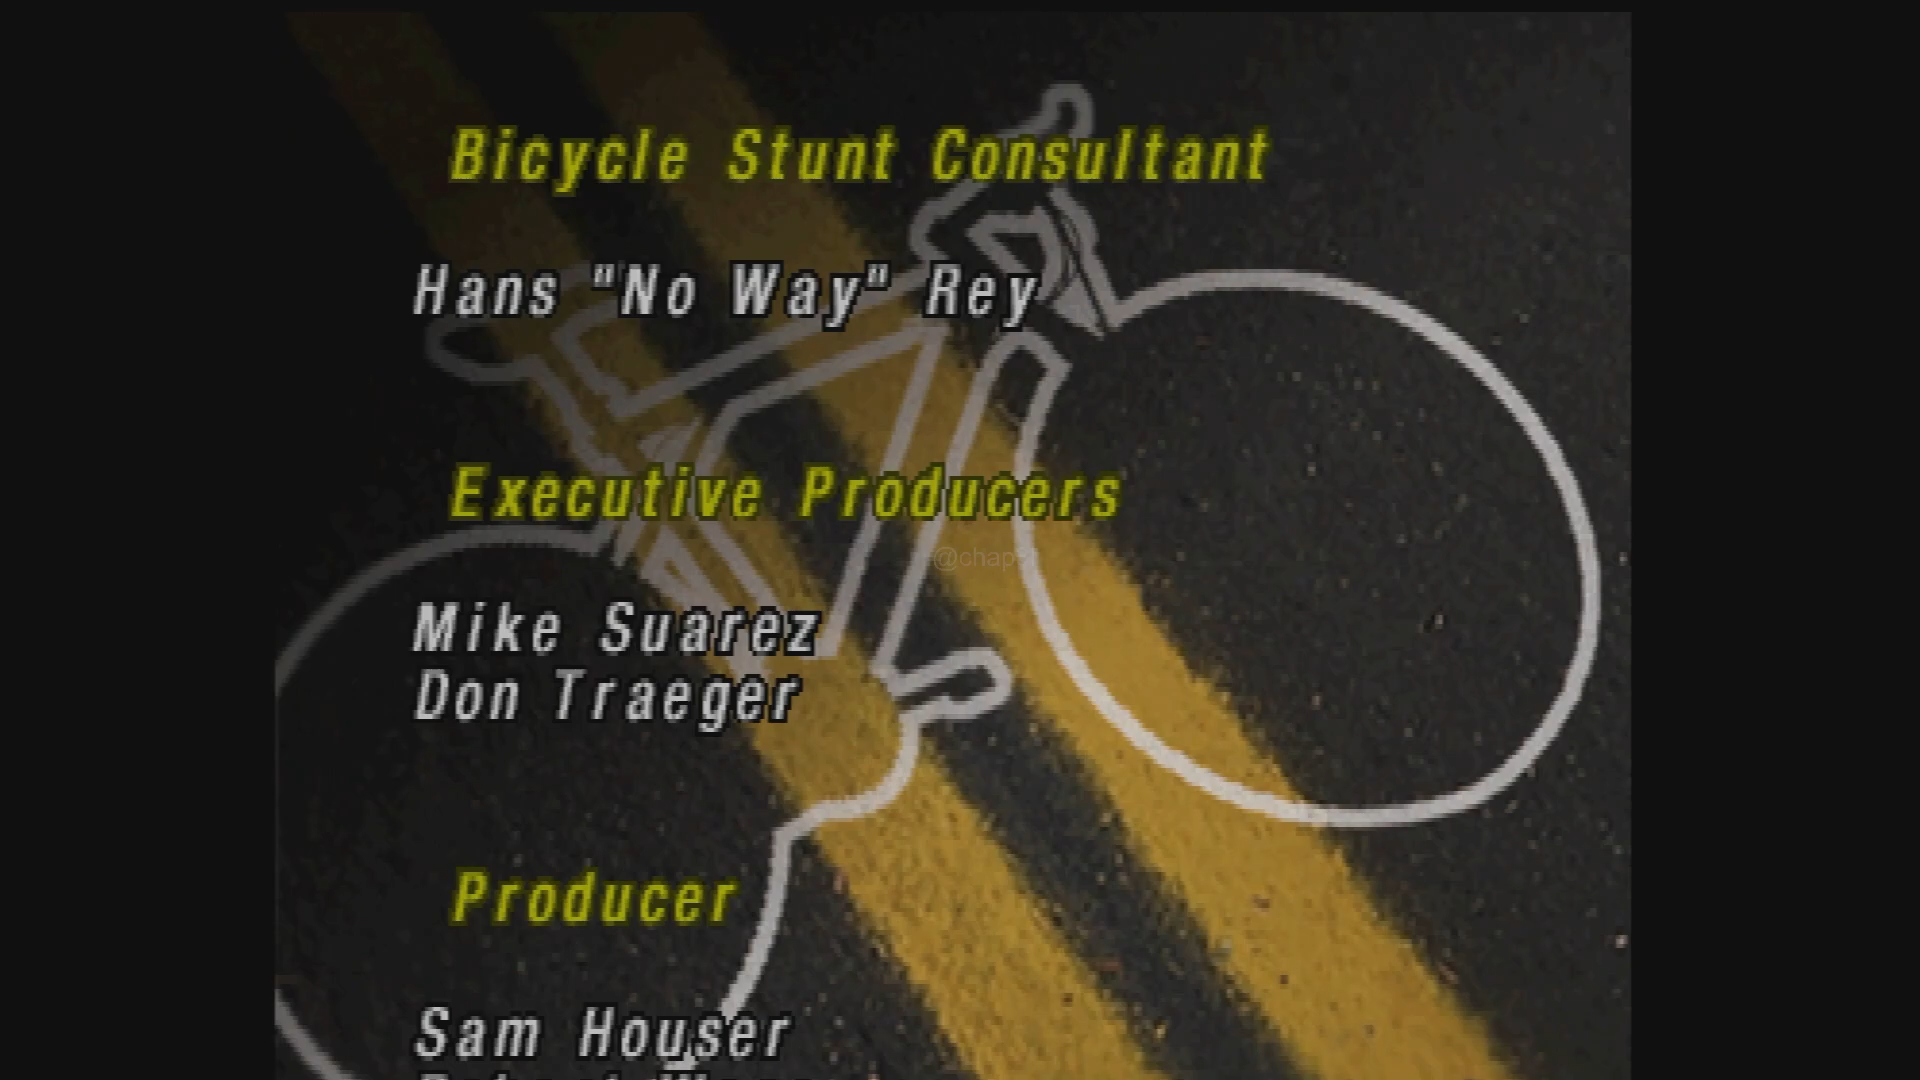 Bicycle Stunt Consultant
Hans "No Way" Rey
Executive Producers
Mike Suarez
Don Traeger
Producer
Sam Houser